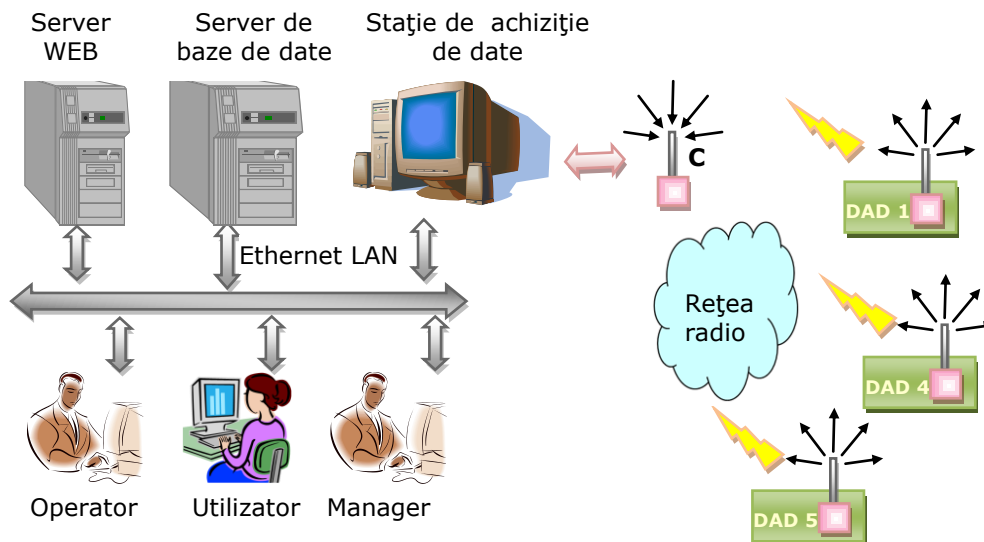 Server
WEB
Server de
baze de date
Staţie de achiziţie
de date
C
DAD 1
Ethernet LAN
Reţea
radio
DAD 4
DAD 5
Operator
Utilizator
Manager